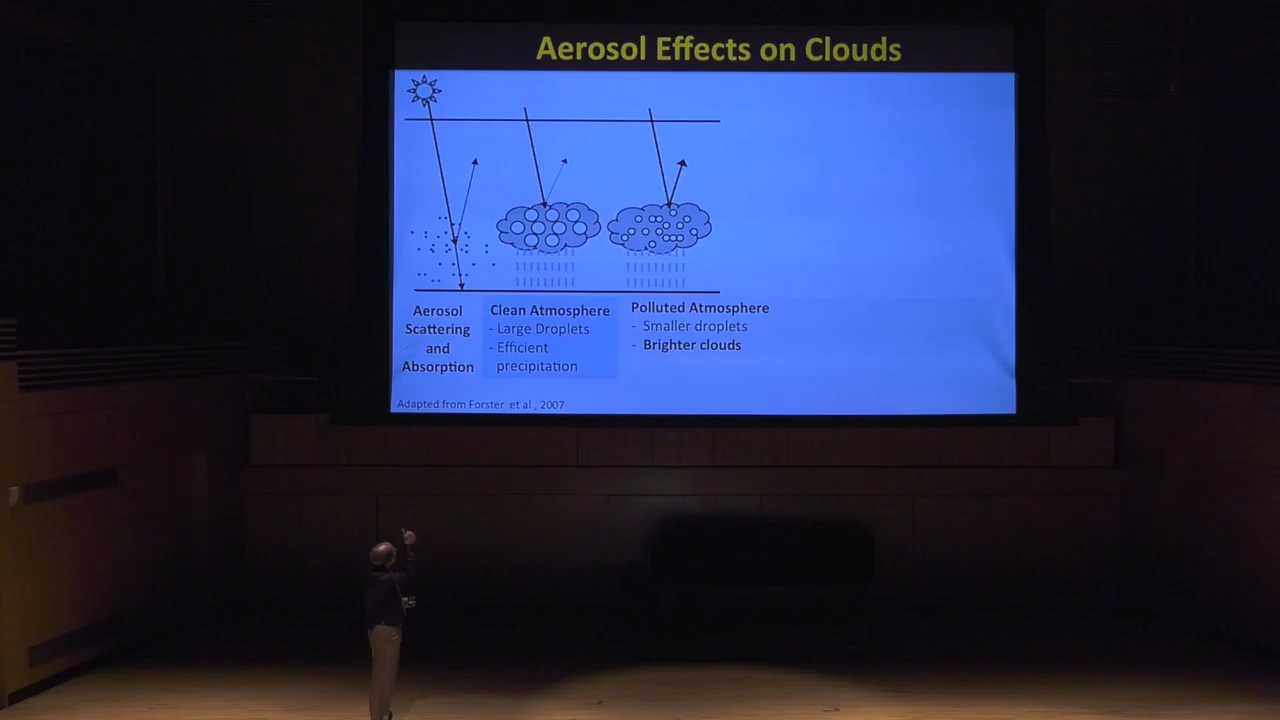 Aerosol Effects on Clouds
Aerosol
Scattering
and
Absorption
Clean Atmosphere
- Large Droplets
- Efficient
precipitation
Polluted Atmosphere
- Smaller droplets
- Brighter clouds
Adapted from Forster et al., 2007